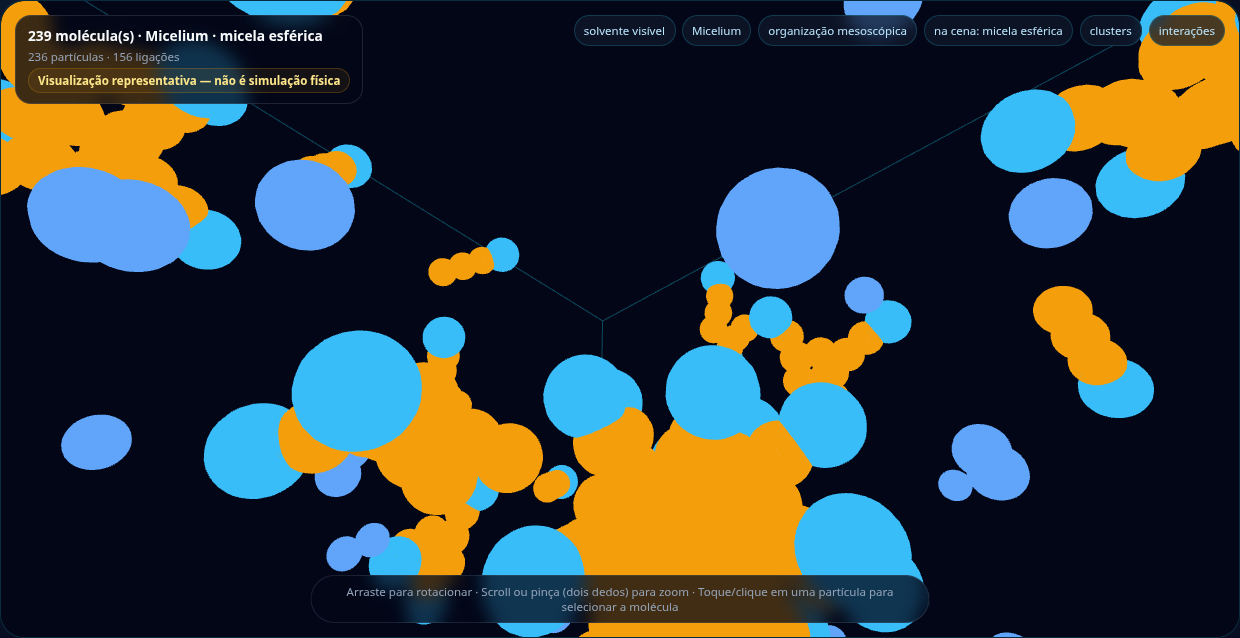 239 molécula(s) · Micelium · micela esférica
236 partículas · 156 ligações
Visualização representativa — não é simulação física
solvente visível
Micelium
organização mesoscópica
na cena: micela esférica
clusters
interações
Arraste para rotacionar · Scroll ou pinça (dois dedos) para zoom · Toque/clique em uma partícula para
selecionar a molécula